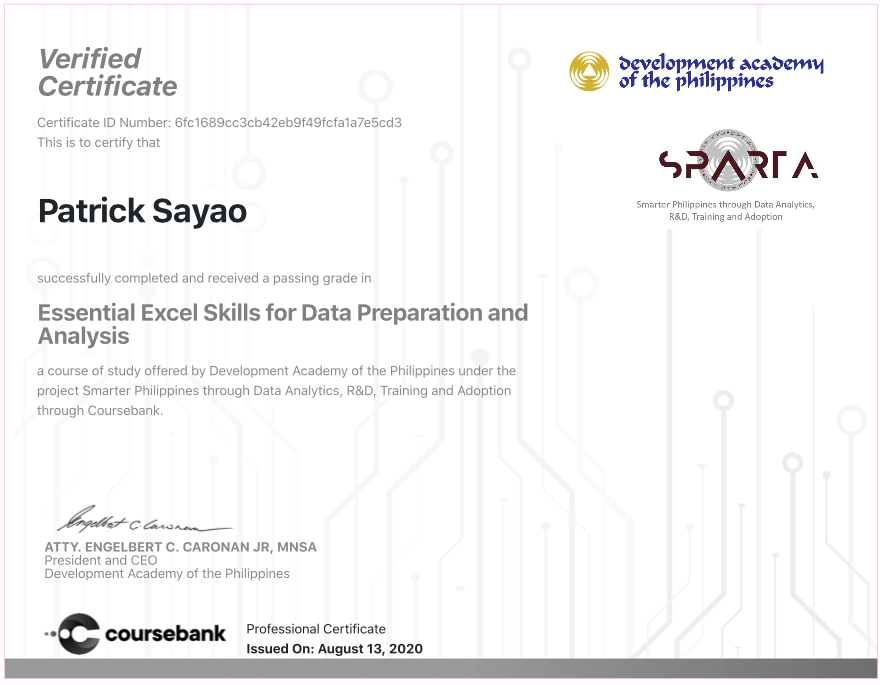 Verified
Certificate
Certificate ID Number: 6fc1689cc3cb42eb9f49fcfa1a7e5cd3
This is to certify that
Patrick Sayao
successfully completed and received a passing grade in
Essential Excel Skills for Data Preparation and
Analysis
a course of study offered by Development Academy of the Philippines under the
project Smarter Philippines through Data Analytics, R&D, Training and Adoption
through Coursebank.
development academy
of the philippines
SPARTA
Smarter Philippines through Data Analytics,
R&D, Training and Adoption
Engelbert C Caronan
ATTY. ENGELBERT C. CARONAN JR, MNSA
President and CEO
Development Academy of the Philippines
coursebank
Professional Certificate
Issued On: August 13, 2020